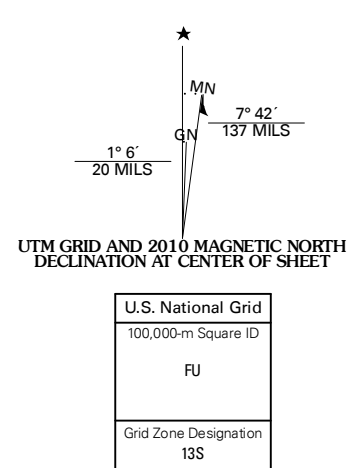 MN
7° 42´
137 MILS
GN
1° 6´
20 MILS
UTM GRID AND 2010 MAGNETIC NORTH
DECLINATION AT CENTER OF SHEET
U.S. National Grid
100,000-m Square ID
FU
Grid Zone Designation
13S